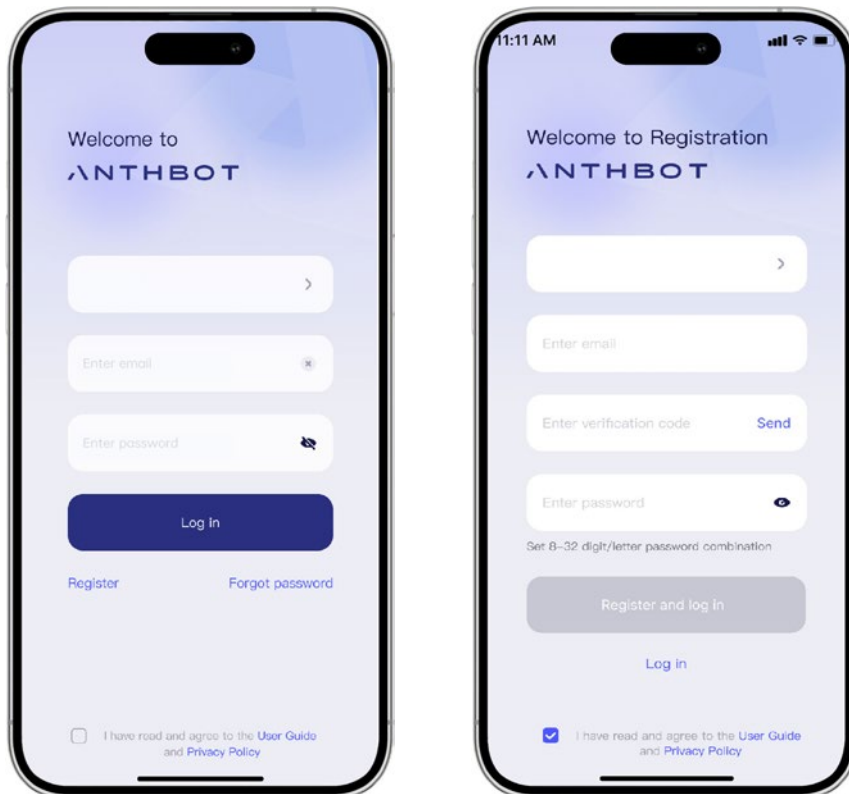 Welcome to
ANTHBOT
Enter email
Enter password
Log in
Register
Forgot password
I have read and agree to the User Guide
and Privacy Policy
11:11 AM
Welcome to Registration
ANTHBOT
Enter email
Enter verification code
Send
Enter password
Set 8-32 digit/letter password combination
Register and log in
Log in
I have read and agree to the User Guide
and Privacy Policy